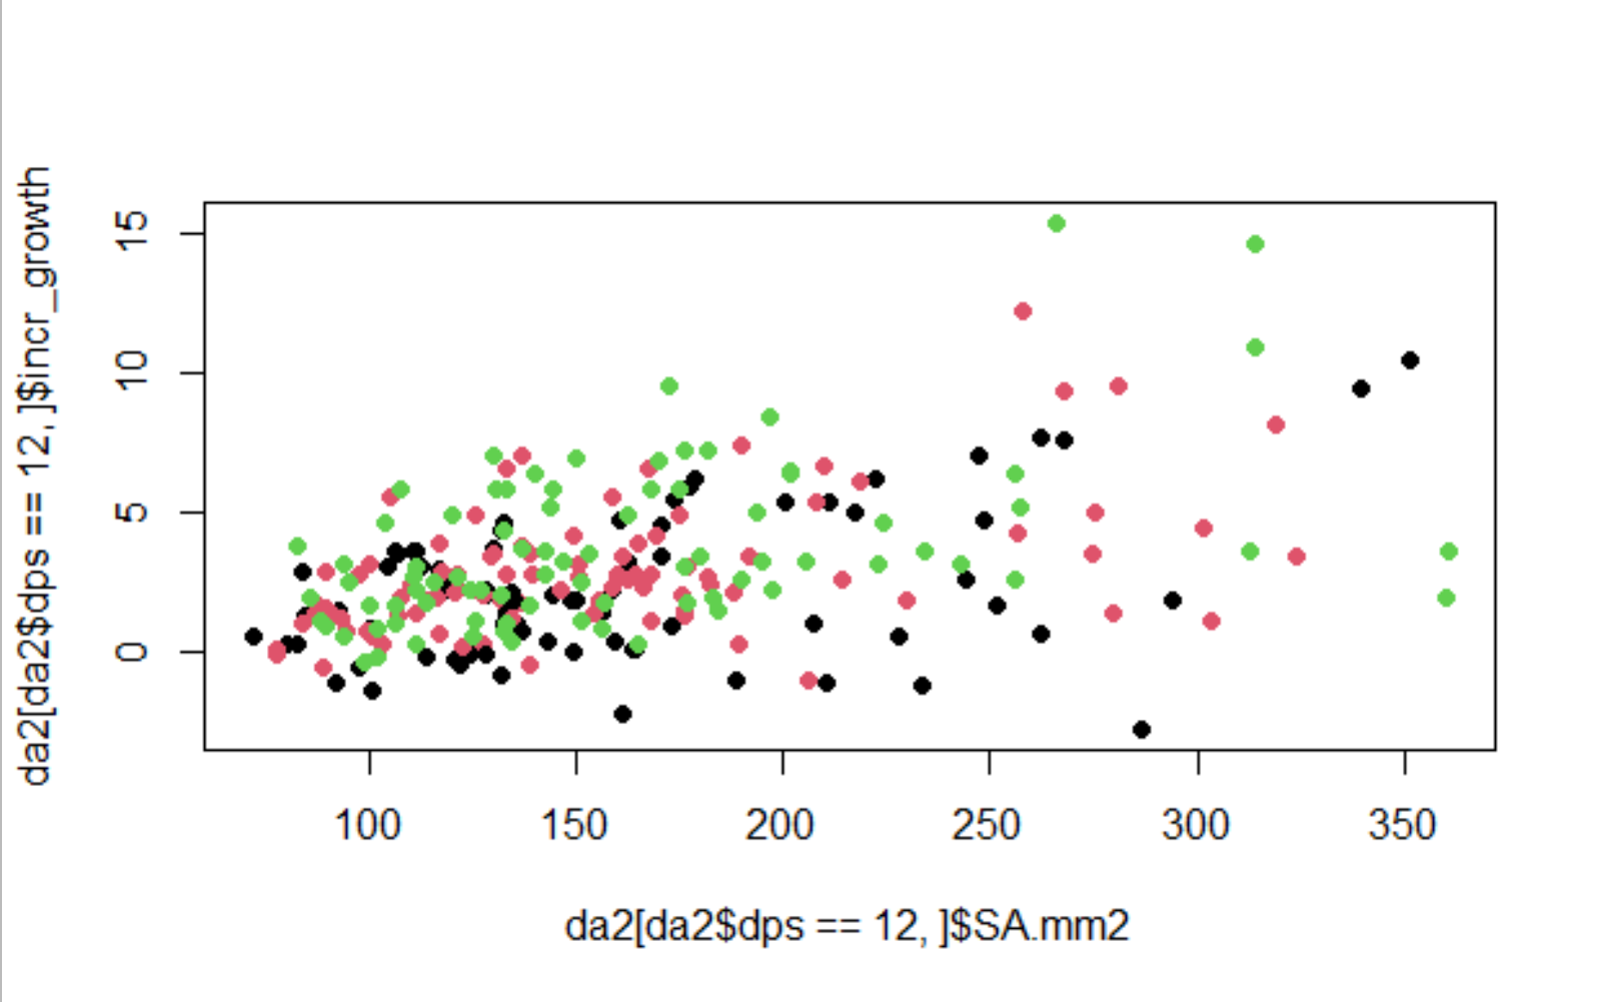 da2[da2$dps == 12, ]$incr_growth
15
10
5
0
100 150 200 250 300 350
da2[da2$dps == 12, ]$SA.mm2